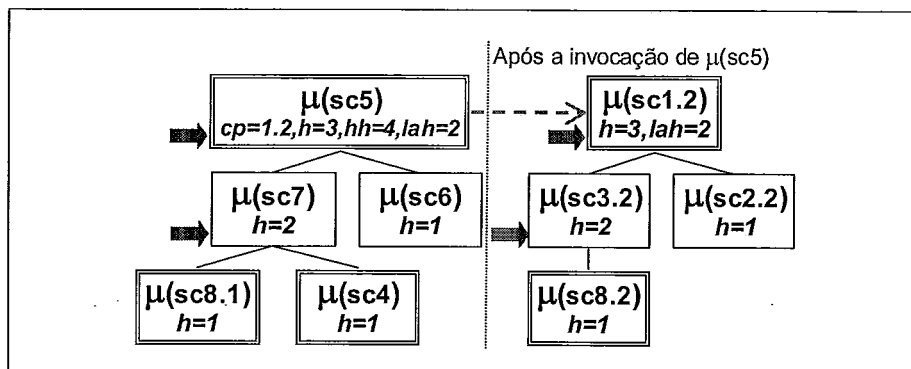 Após a invocação de μ(sc5)
μ(sc5)
cp=1.2,h=3,hh=4,lah=2
μ(sc1.2)
h=3,lah=2
μ(sc7)
h=2
μ(sc6)
h=1
μ(sc3.2)
h=2
μ(sc2.2)
h=1
μ(sc8.1)
h=1
μ(sc4)
h=1
μ(sc8.2)
h=1